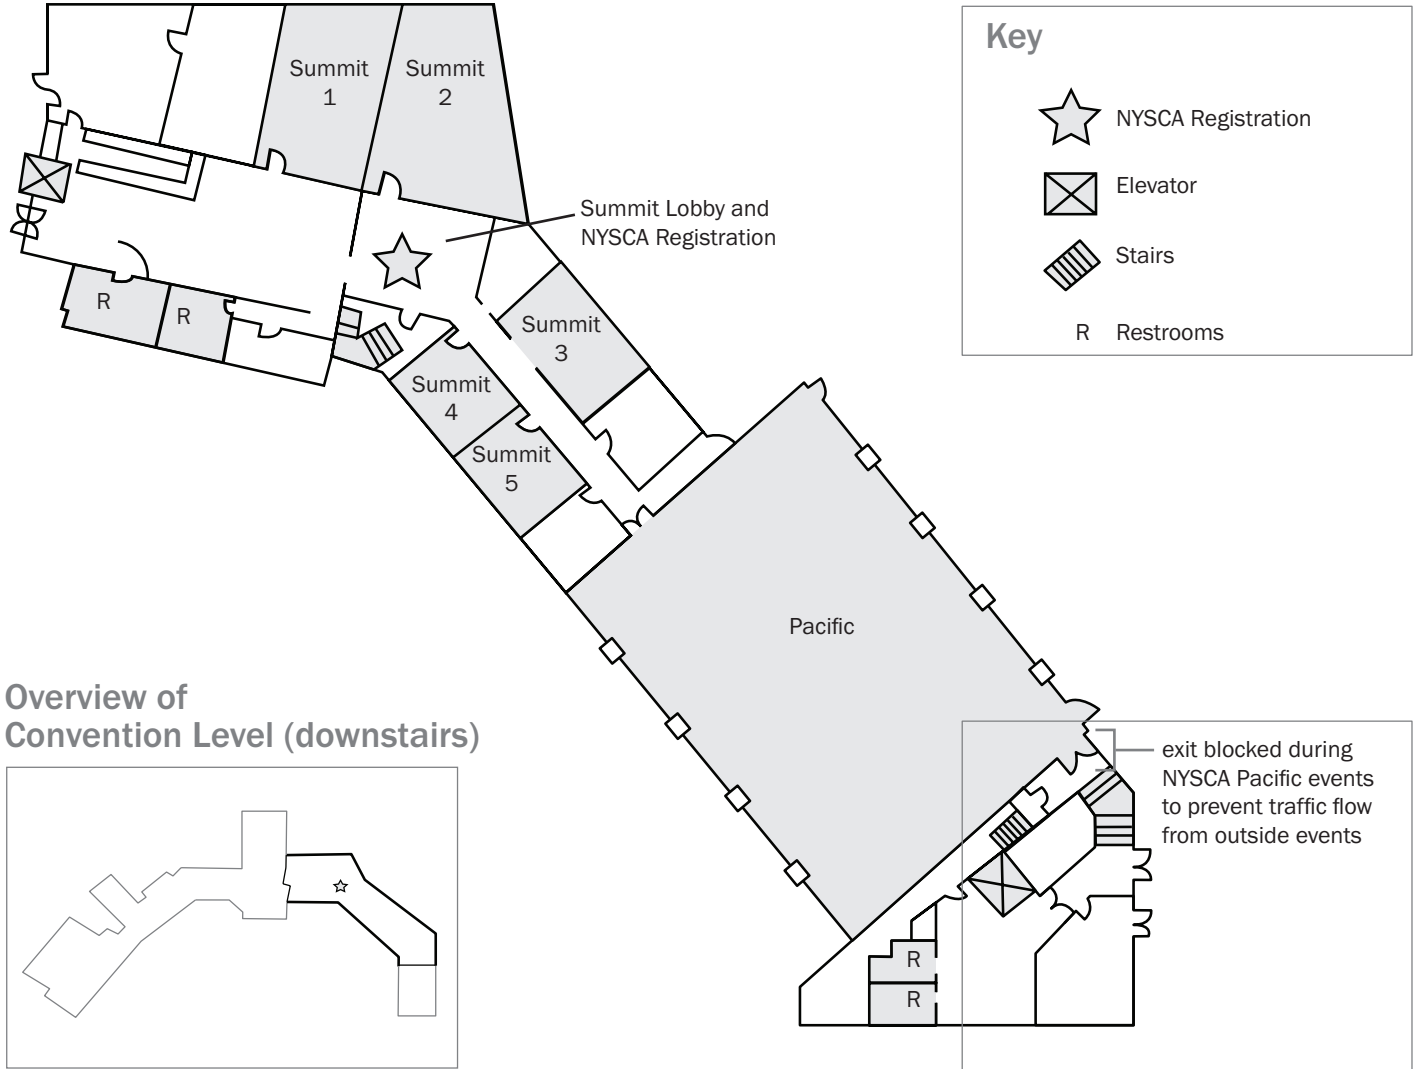 Summit
1
Summit
2
Key
NYSCA Registration
Elevator
Stairs
R Restrooms
Summit Lobby and
NYSCA Registration
R
R
Summit
3
Summit
4
Summit
5
Pacific
Overview of
Convention Level (downstairs)
exit blocked during
NYSCA Pacific events
to prevent traffic flow
from outside events
R
R